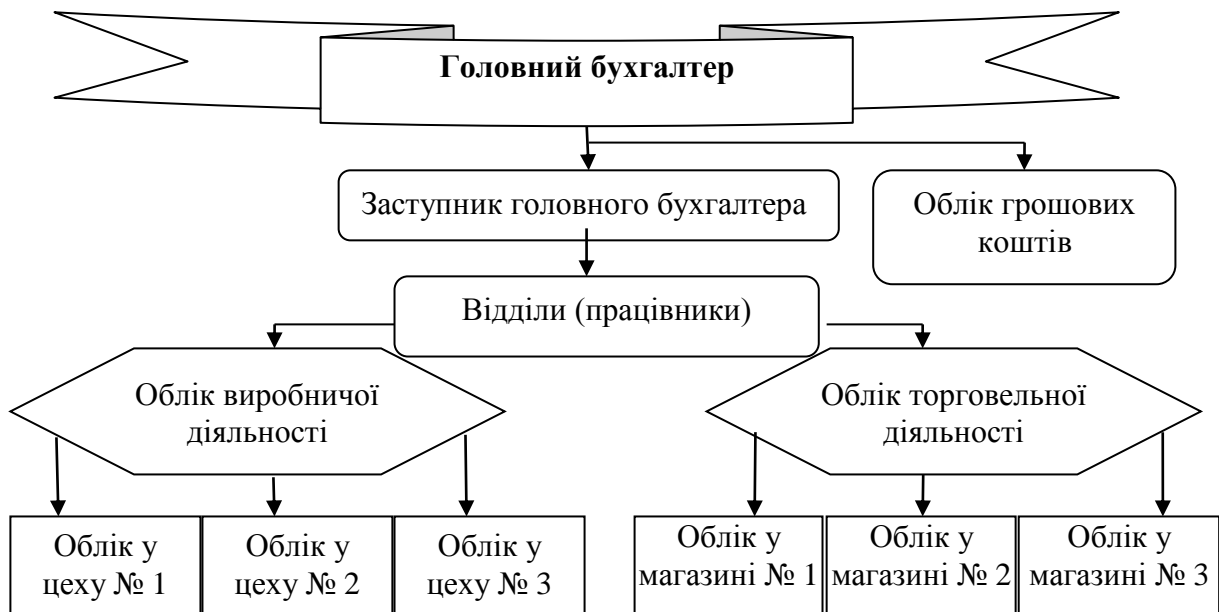 Головний бухгалтер
Заступник головного бухгалтера
Облік грошових
коштів
Відділи (працівники)
Облік виробничої
діяльності
Облік торговельної
діяльності
Облік у
цеху № 1
Облік у
цеху № 2
Облік у
цеху № 3
Облік у
магазині № 1
Облік у
магазині № 2
Облік у
магазині № 3